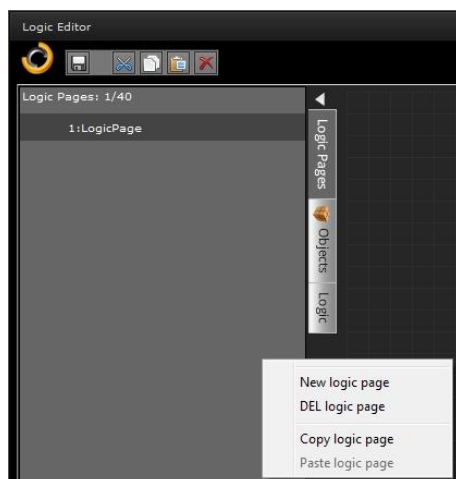 Logic Editor
Logic Pages: 1/40
1:LogicPage
Logic Pages
Objects
Logic
New logic page
DEL logic page
Copy logic page
Paste logic page